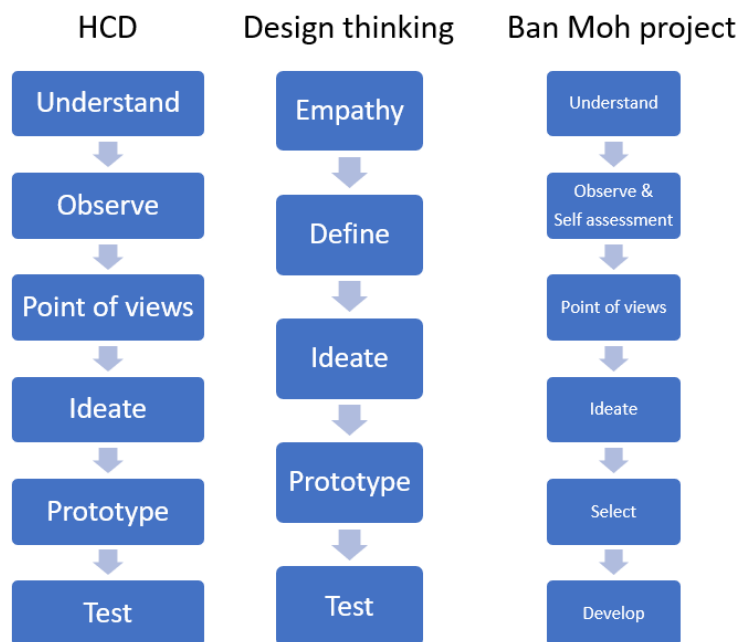 HCD
Understand
Observe
Point of views
Ideate
Prototype
Test
Design thinking
Empathy
Define
Ideate
Prototype
Test
Ban Moh project
Understand
Observe &
Self assessment
Point of views
Ideate
Select
Develop